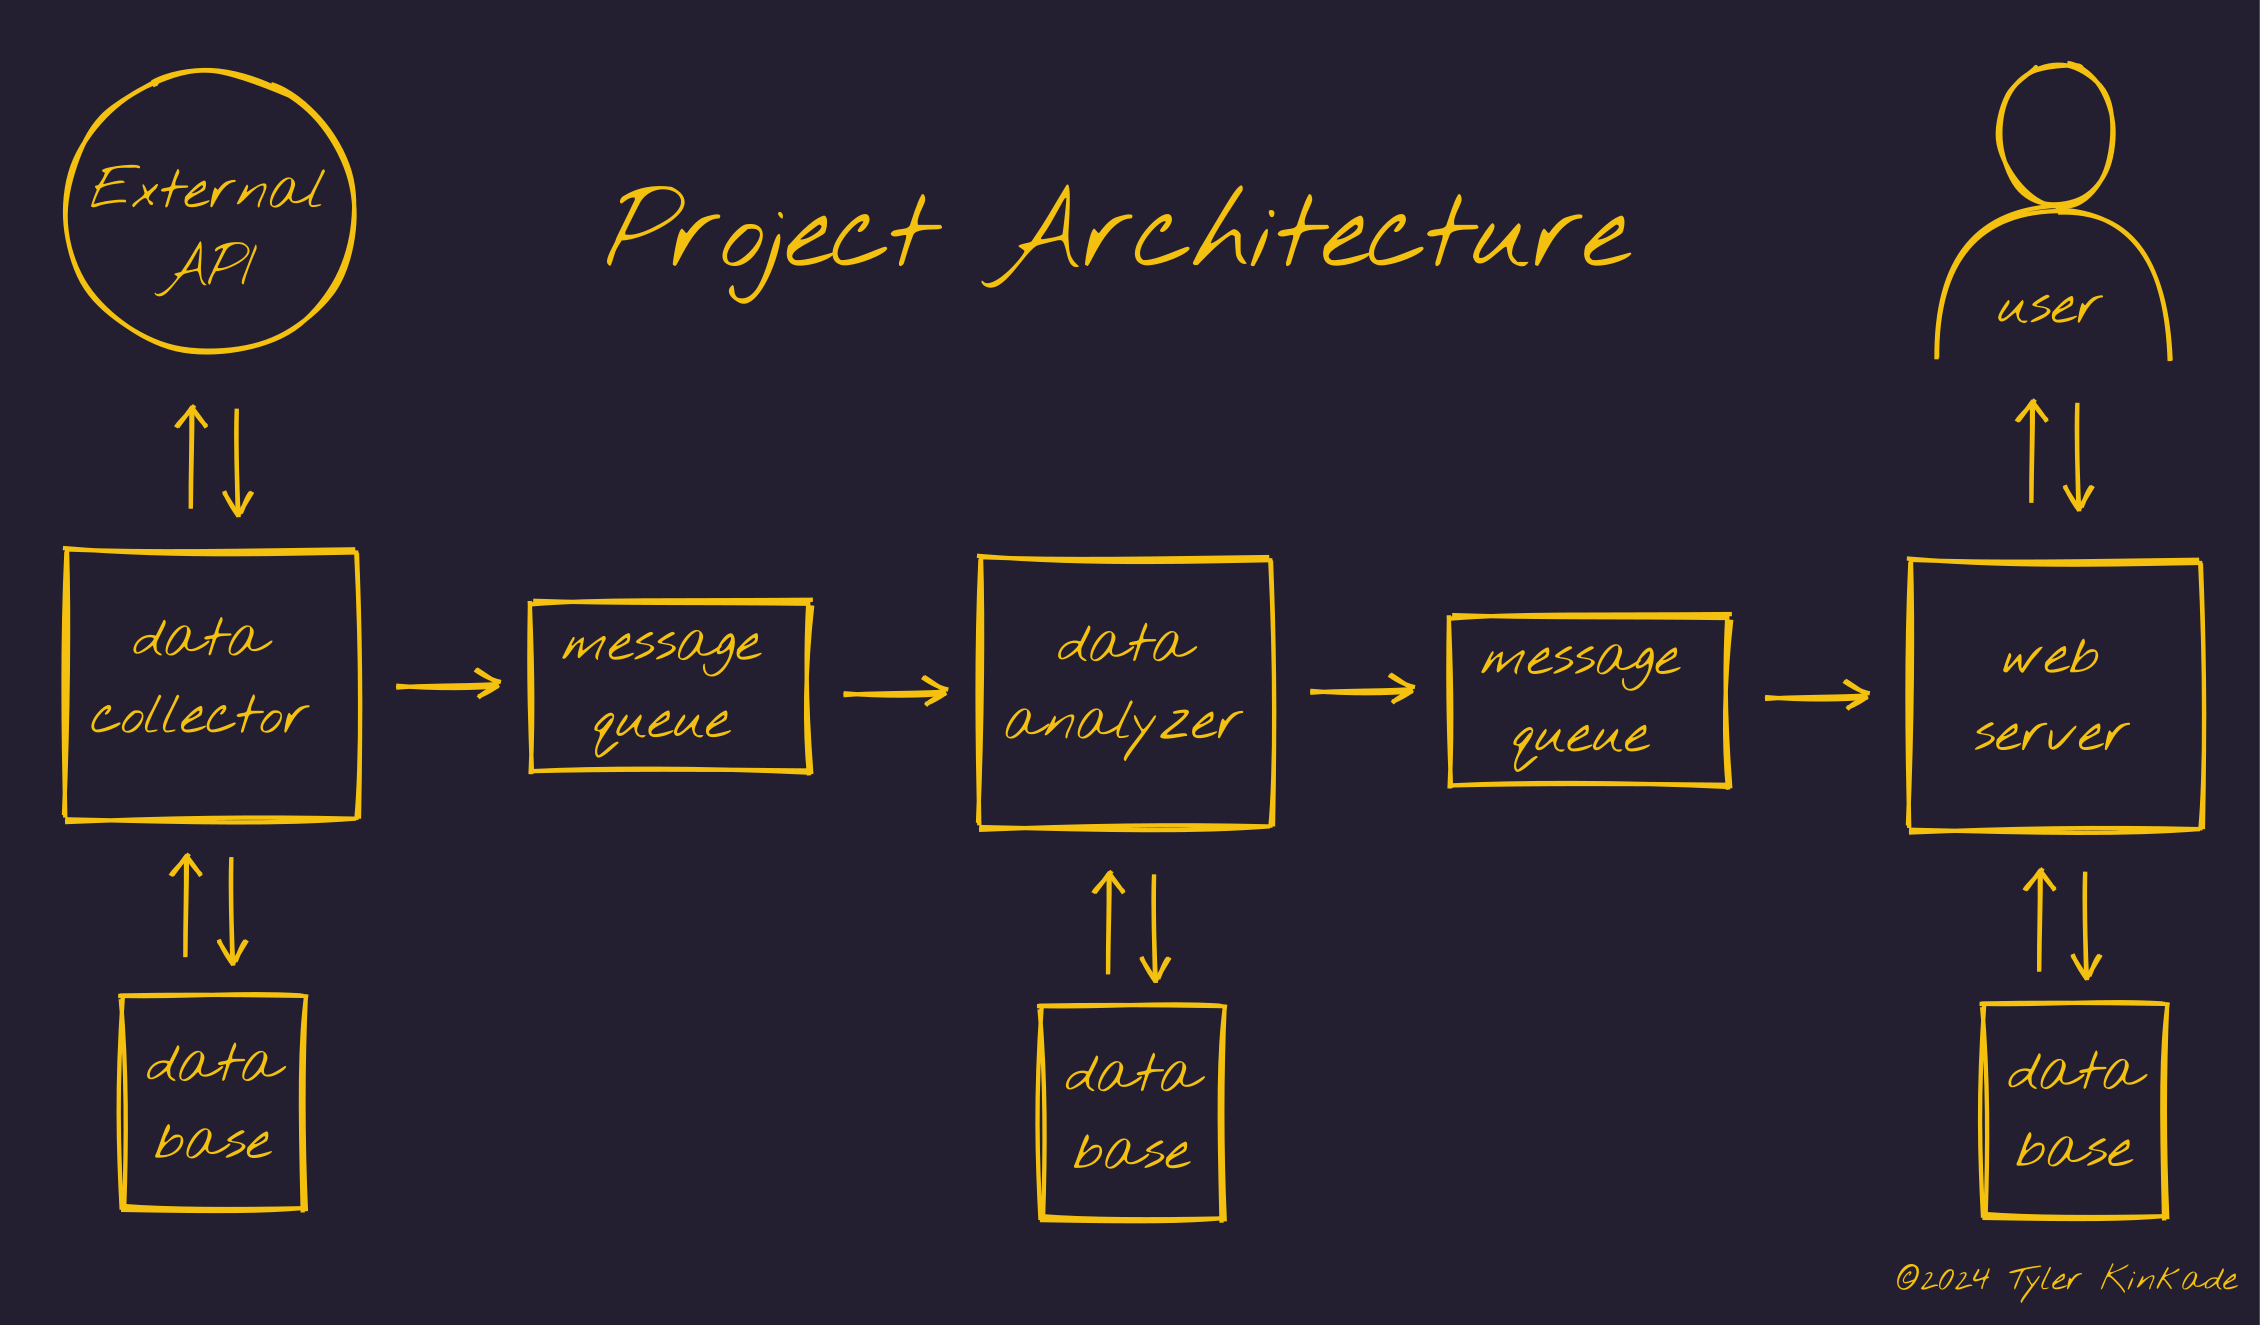 External
API
Project Architecture
user
data
collector
message
queue
data
analyzer
message
queue
web
server
data
base
data
base
data
base
©2024 Tyler Kinkade